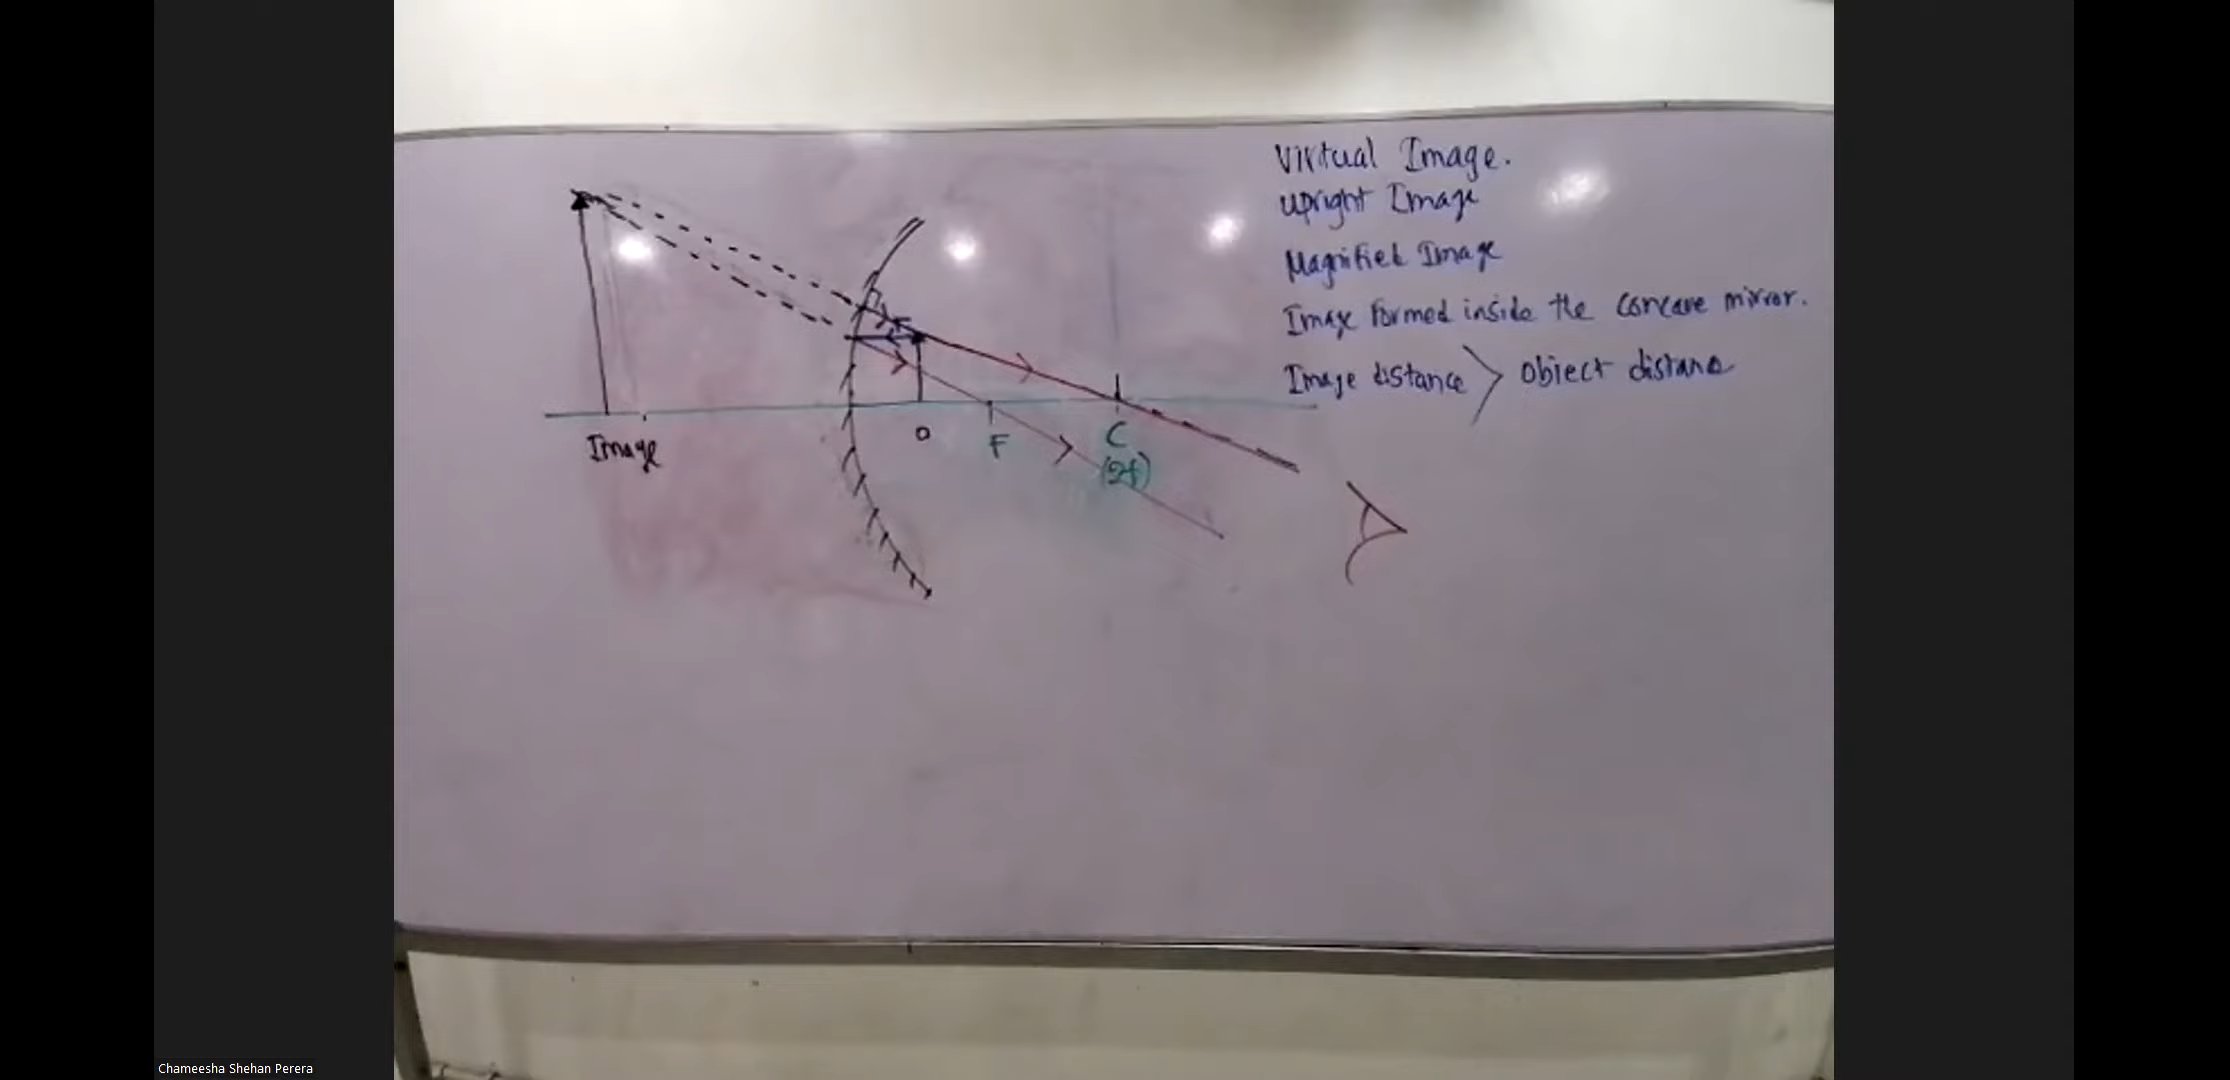 Virtual Image.
Upright Image
Magnified Image
Image formed inside the concave mirror.
Image distance > object distance
Image
O
F
C
(2f)
Chameesha Shehan Perera